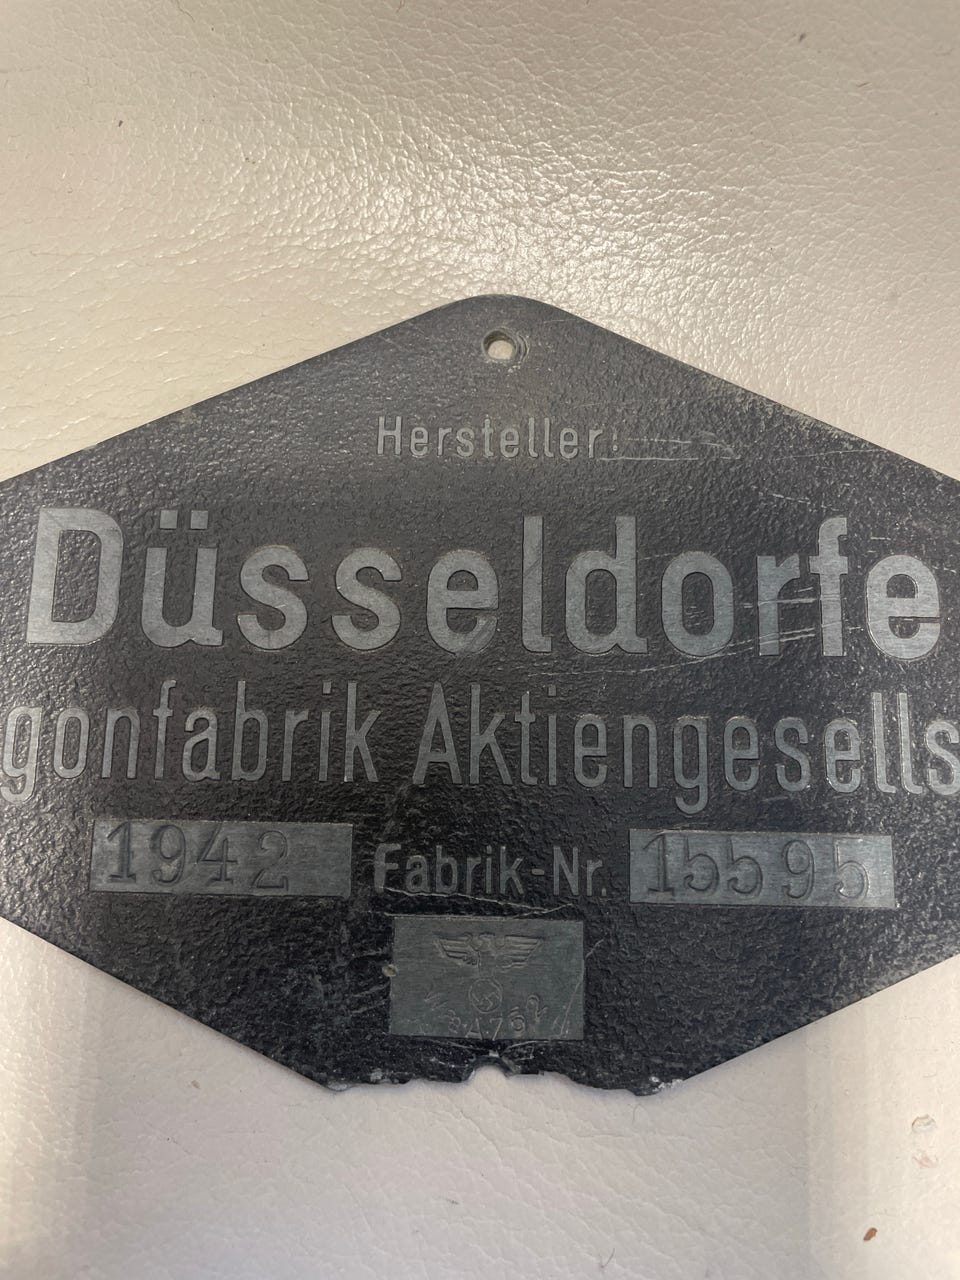 Hersteller:
Düsseldorfe
gonfabrik Aktiengesells
1942 Fabrik-Nr. 15595